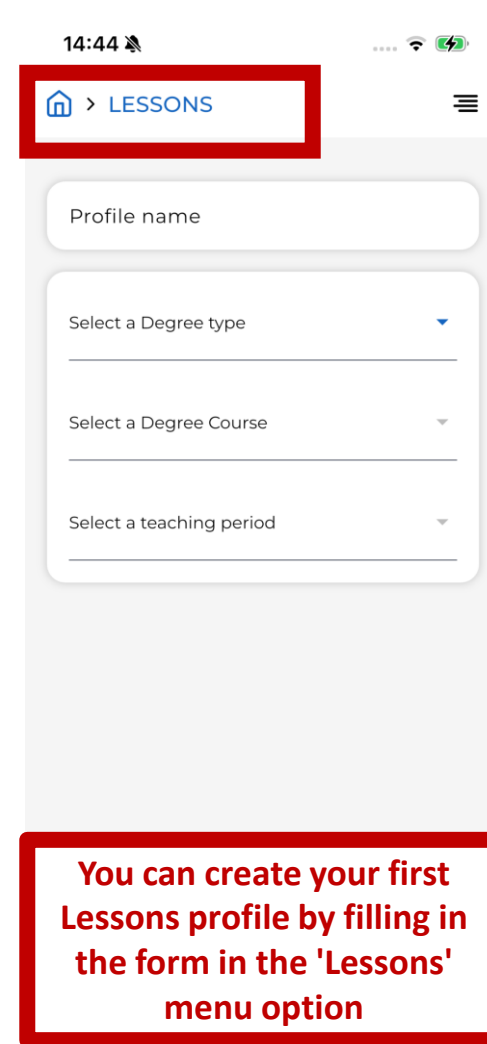 14:44
> LESSONS
Profile name
Select a Degree type
Select a Degree Course
Select a teaching period
You can create your first
Lessons profile by filling in
the form in the 'Lessons'
menu option